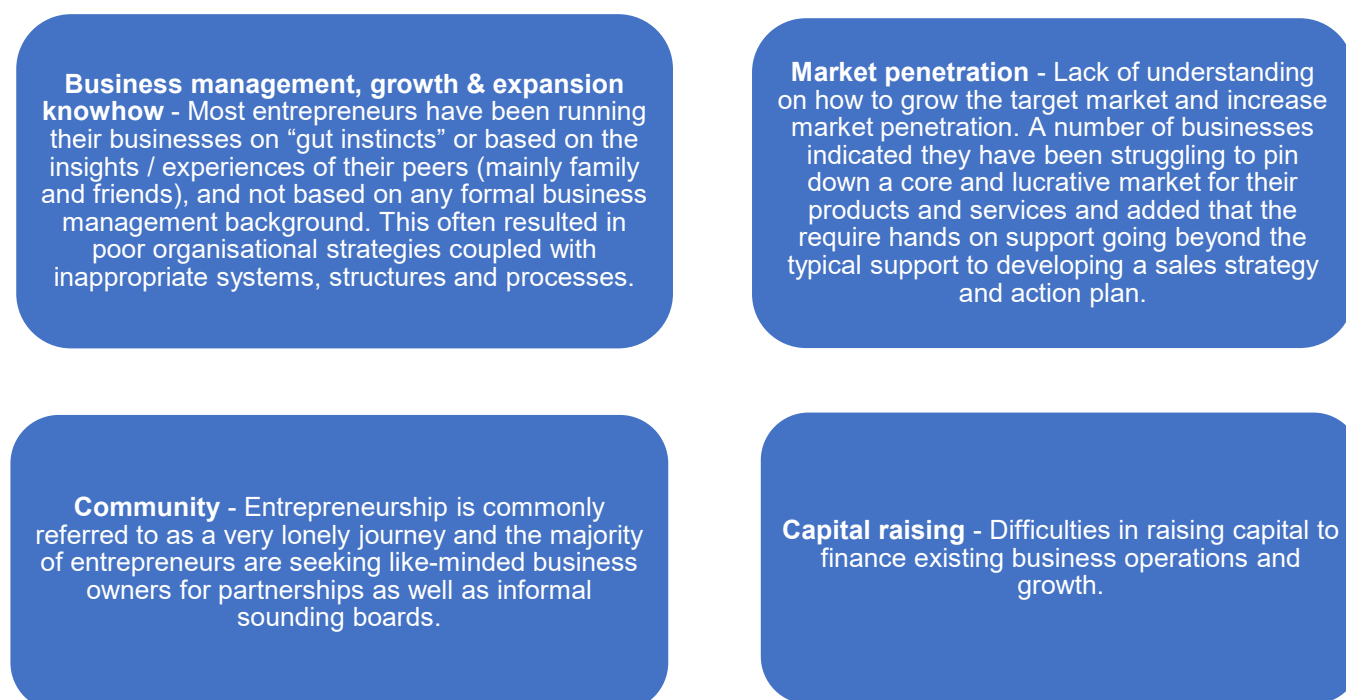 Business management, growth & expansion
knowhow - Most entrepreneurs have been running
their businesses on “gut instincts” or based on the
insights / experiences of their peers (mainly family
and friends), and not based on any formal business
management background. This often resulted in
poor organisational strategies coupled with
inappropriate systems, structures and processes.
Market penetration - Lack of understanding
on how to grow the target market and increase
market penetration. A number of businesses
indicated they have been struggling to pin
down a core and lucrative market for their
products and services and added that the
require hands on support going beyond the
typical support to developing a sales strategy
and action plan.
Community - Entrepreneurship is commonly
referred to as a very lonely journey and the majority
of entrepreneurs are seeking like-minded business
owners for partnerships as well as informal
sounding boards.
Capital raising - Difficulties in raising capital to
finance existing business operations and
growth.